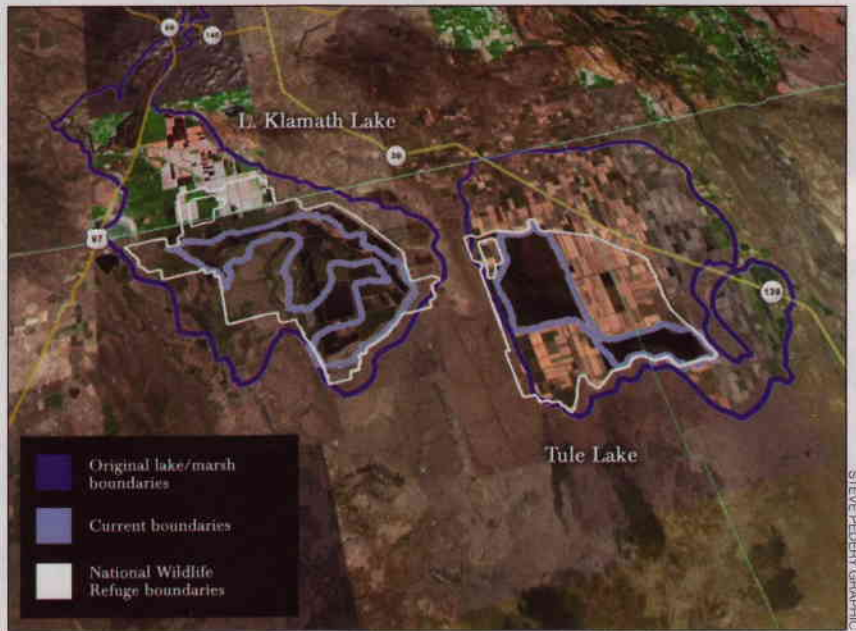 66
140
L. Klamath Lake
39
97
139
Tule Lake
Original lake/marsh
boundaries
Current boundaries
National Wildlife
Refuge boundaries
STEVE PEDERY GRAPHIC